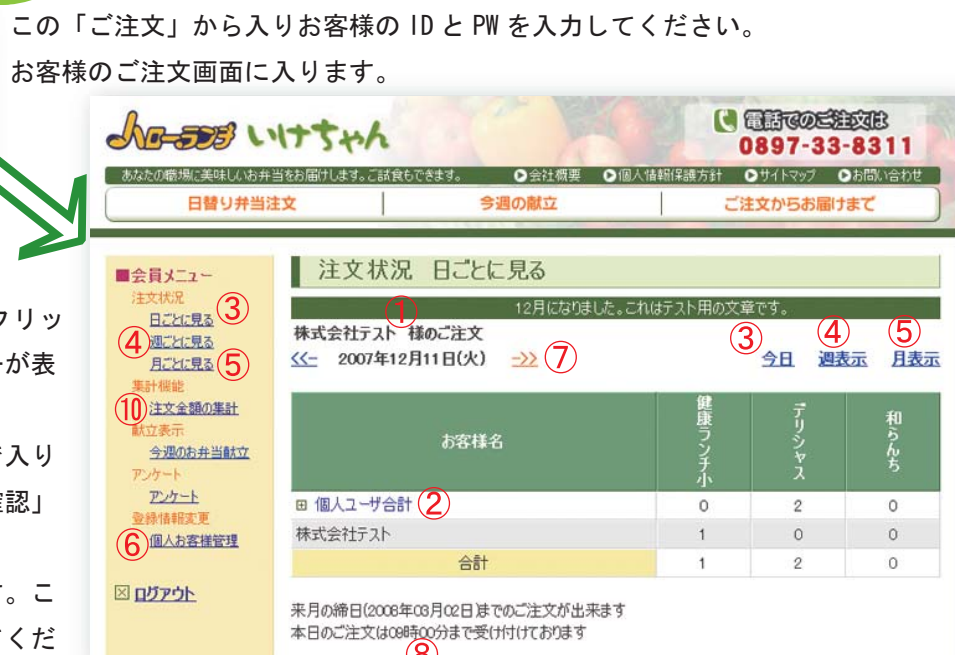 この「ご注文」から入りお客様の ID と PW を入力してください。
お客様のご注文画面に入ります。
ハローランチ いけちゃん
電話でのご注文は
0897-33-8311
あなたの職場に美味しいお弁当をお届けします。ご試食もできます。 会社概要 個人情報保護方針 サイトマップ お問い合わせ
日替り弁当注文 今週の献立 ご注文からお届けまで
クリッ
が表
入り
確認」
。こ
くだ
■会員メニュー
注文状況
日ごとに見る ③
④ 週ごとに見る
月ごとに見る ⑤
集計機能
⑩ 注文金額の集計
献立表示
今週のお弁当献立
アンケート
アンケート
登録情報変更
⑥ 個人お客様管理
ログアウト
注文状況 日ごとに見る
12月になりました。これはテスト用の文章です。
①
株式会社テスト 様のご注文
<<- 2007年12月11日(火) ->> ⑦
③ ④ ⑤
今日 週表示 月表示
お客様名 健康ランチ小 デリシャス 和らんち
個人ユーザ合計 ② 0 2 0
株式会社テスト 1 0 0
合計 1 2 0
来月の締日(2008年03月02日)までのご注文が出来ます
本日のご注文は09時00分まで受け付けております
⑧